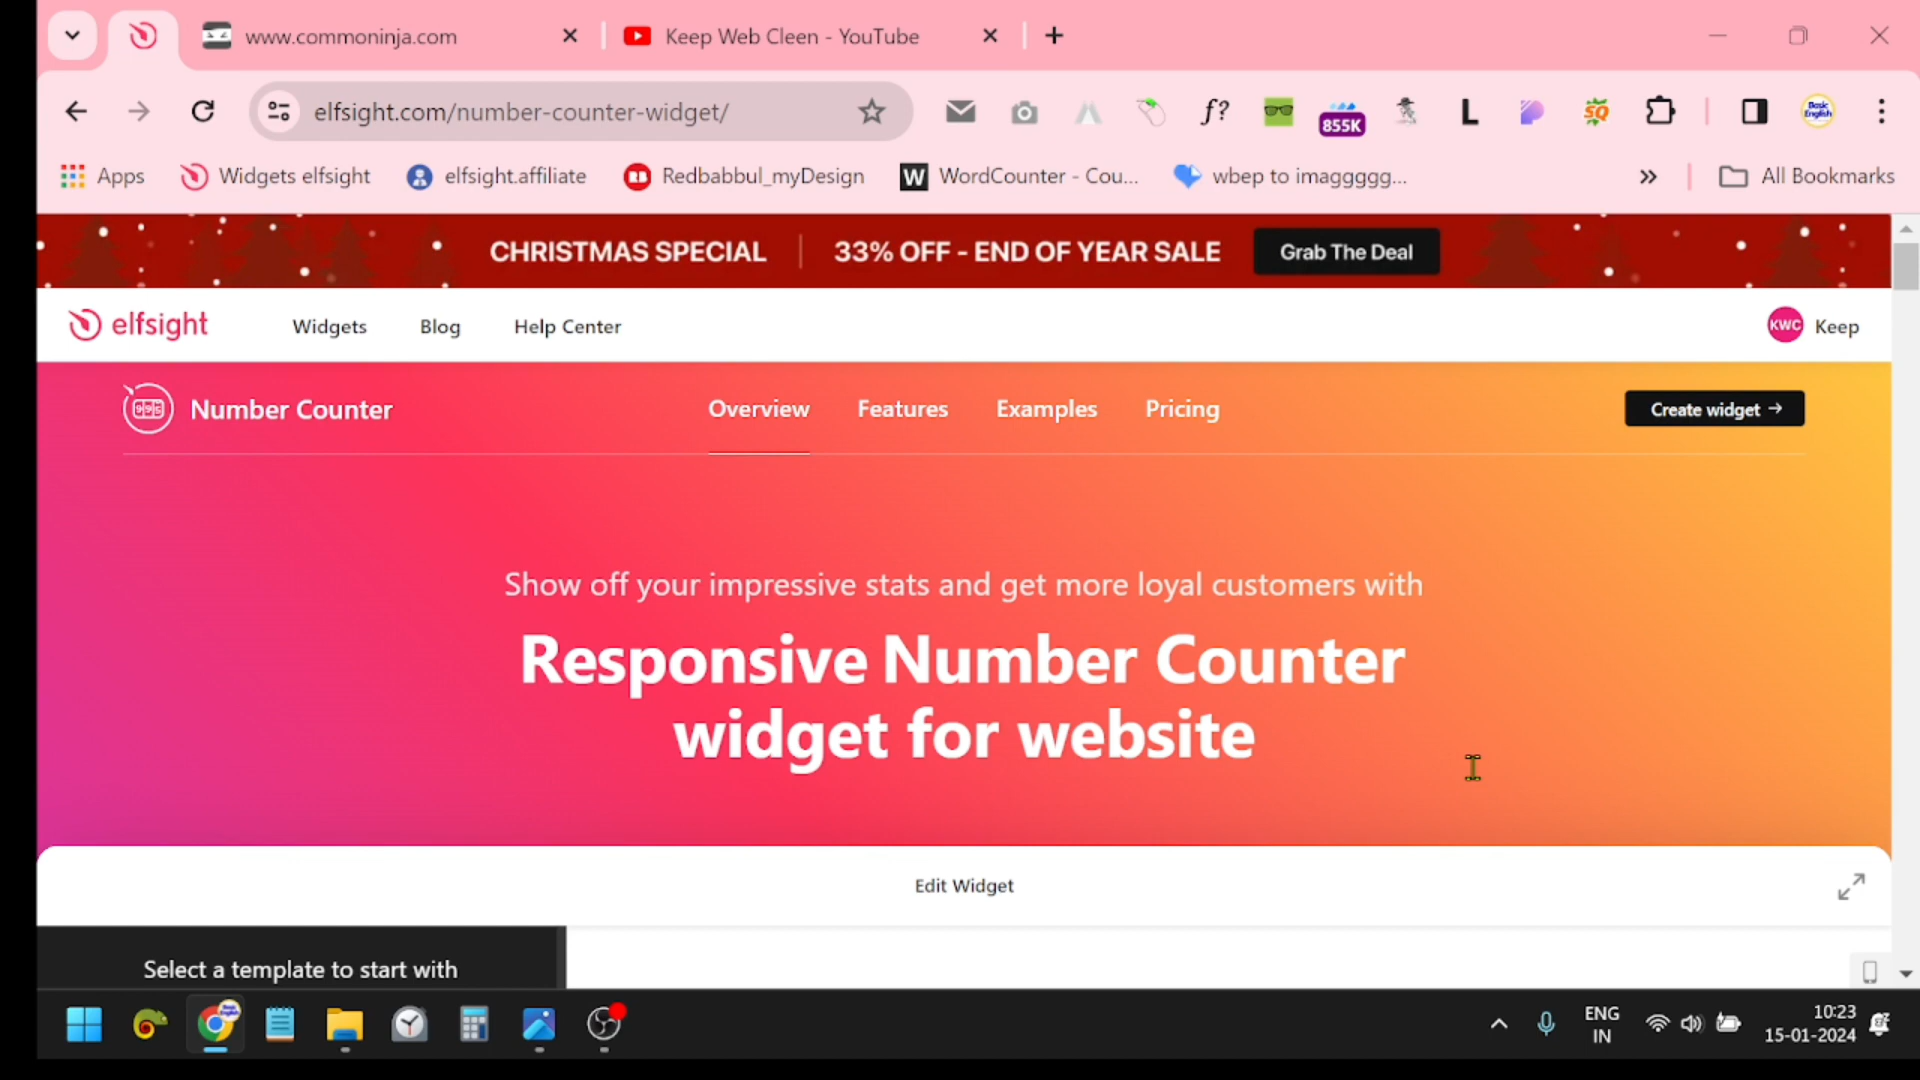 www.commoninja.com
Keep Web Cleen - YouTube
elfsight.com/number-counter-widget/
f?
855K
L
SQ
Basic English
Apps
Widgets elfsight
elfsight.affiliate
Redbabbul_myDesign
W WordCounter - Cou...
wbep to imaggggg...
All Bookmarks
CHRISTMAS SPECIAL
33% OFF - END OF YEAR SALE
Grab The Deal
elfsight
Widgets
Blog
Help Center
KWC Keep
Number Counter
Overview
Features
Examples
Pricing
Create widget →
Show off your impressive stats and get more loyal customers with
Responsive Number Counter
widget for website
Edit Widget
Select a template to start with
ENG
IN
10:23
15-01-2024